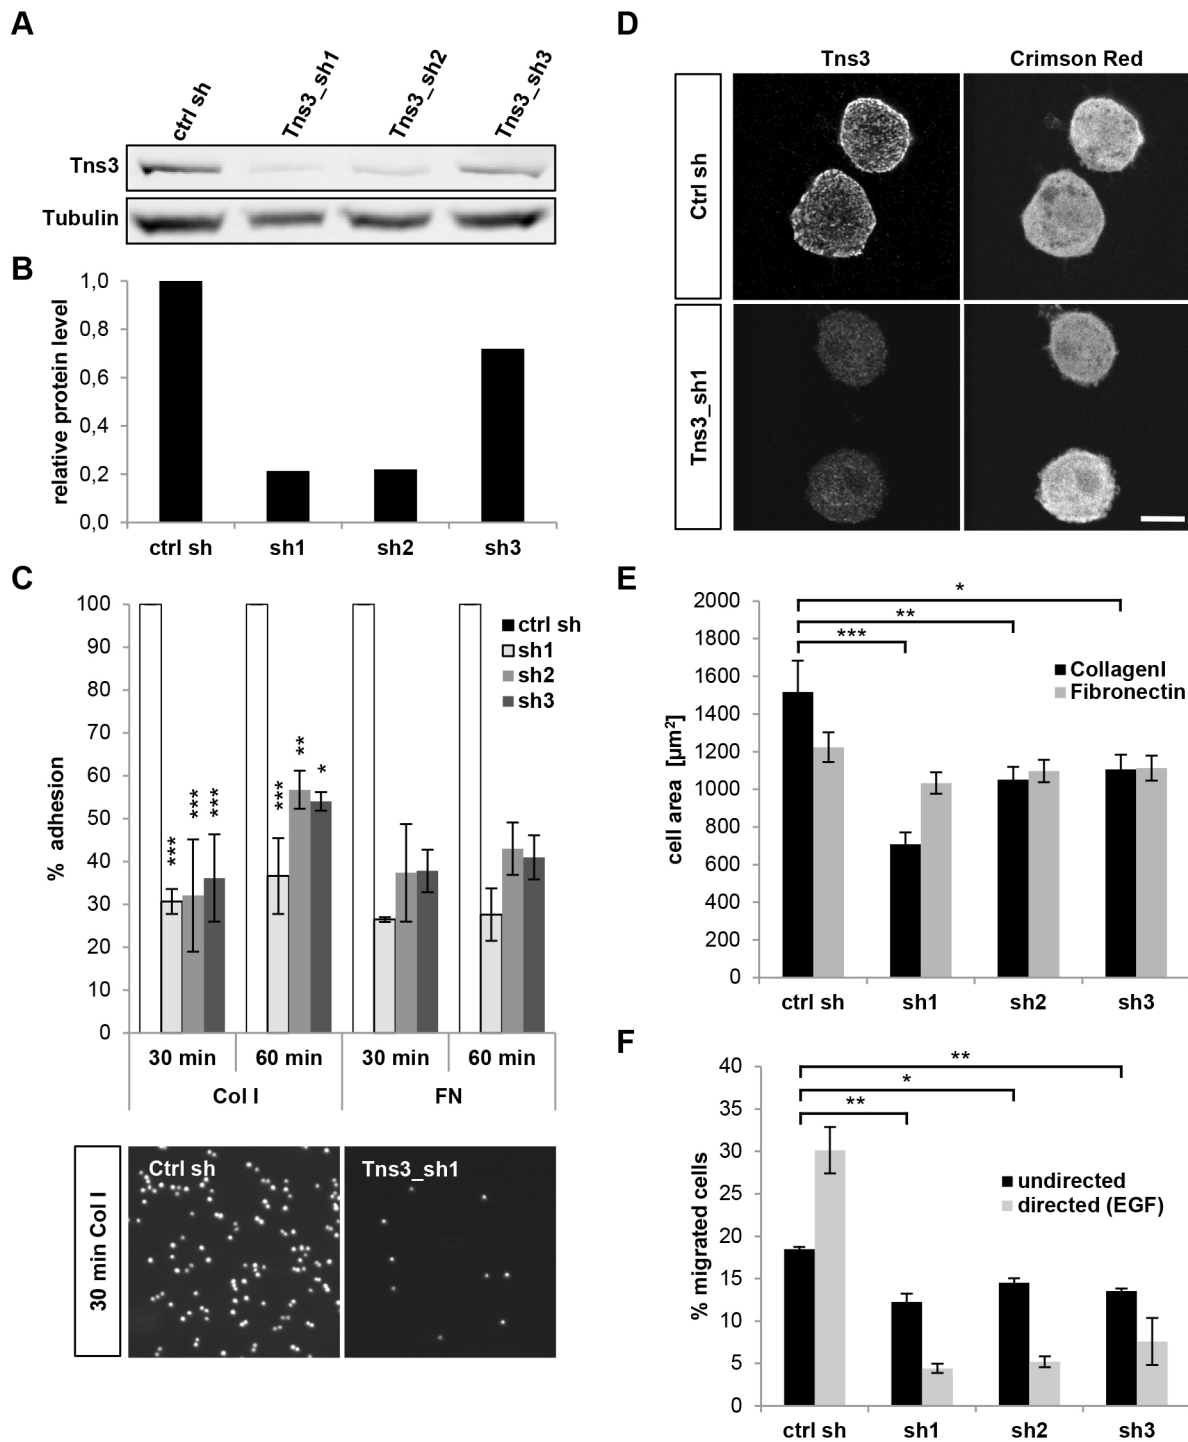 A
ctrl sh
Tns3_sh1
Tns3_sh2
Tns3_sh3
Tns3
Tubulin
B
relative protein level
1,0
0,8
0,6
0,4
0,2
0,0
ctrl sh
sh1
sh2
sh3
C
% adhesion
100
90
80
70
60
50
40
30
20
10
0
ctrl sh
sh1
sh2
sh3
***
***
***
***
**
*
30 min
60 min
30 min
60 min
Col I
FN
30 min Col I
Ctrl sh
Tns3_sh1
D
Tns3
Crimson Red
Ctrl sh
Tns3_sh1
E
cell area [µm²]
2000
1800
1600
1400
1200
1000
800
600
400
200
0
*
**
***
CollagenI
Fibronectin
ctrl sh
sh1
sh2
sh3
F
% migrated cells
40
35
30
25
20
15
10
5
0
**
*
**
undirected
directed (EGF)
ctrl sh
sh1
sh2
sh3